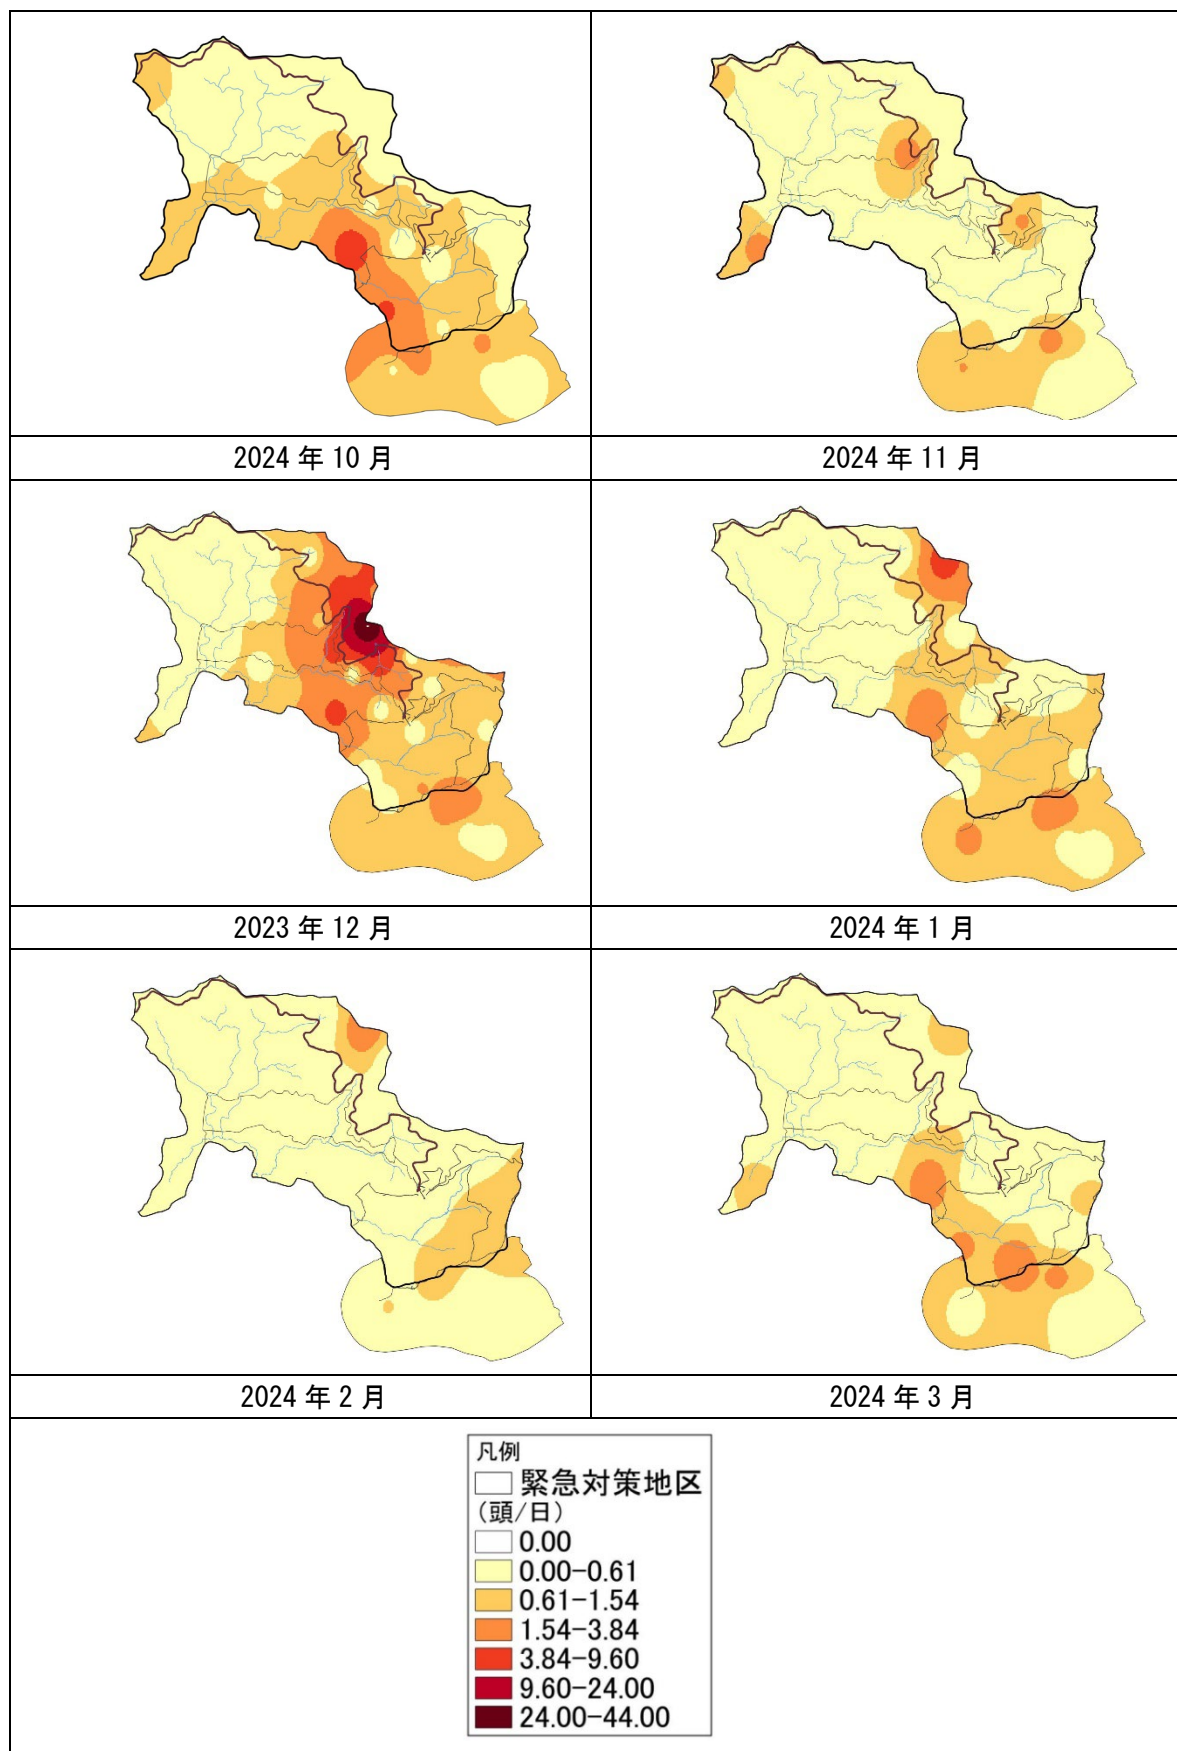 2024 年 10 月
2024 年 11 月
2023 年 12 月
2024 年 1 月
2024 年 2 月
2024 年 3 月
凡例
緊急対策地区
(頭/日)
0.00
0.00-0.61
0.61-1.54
1.54-3.84
3.84-9.60
9.60-24.00
24.00-44.00